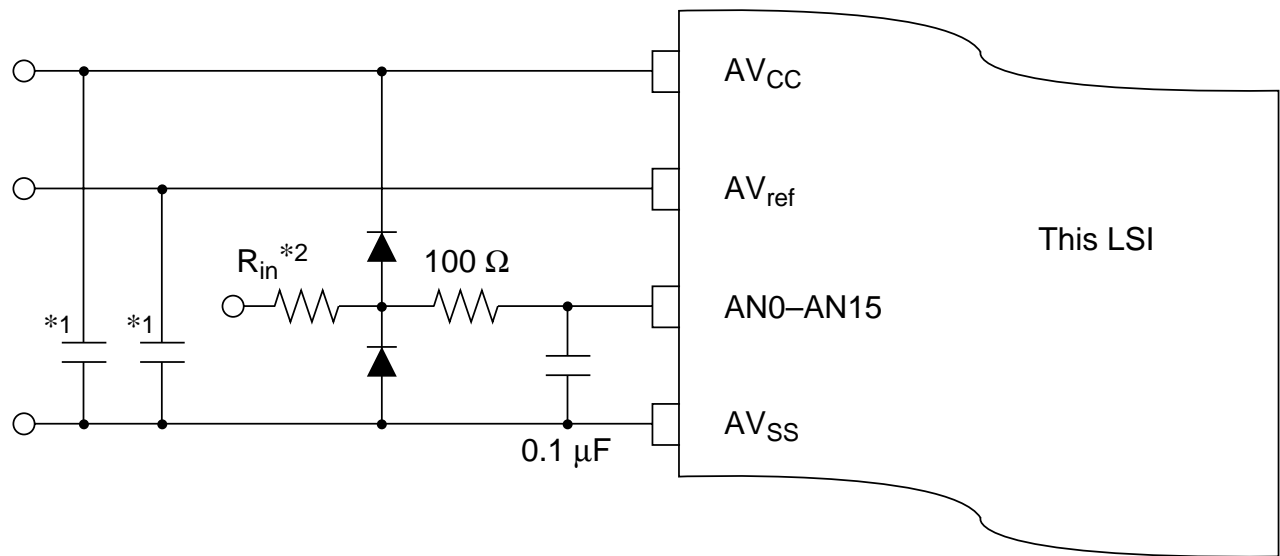 AVCC
AVref
This LSI
Rin*2
100 Ω
AN0–AN15
*1
*1
AVSS
0.1 μF